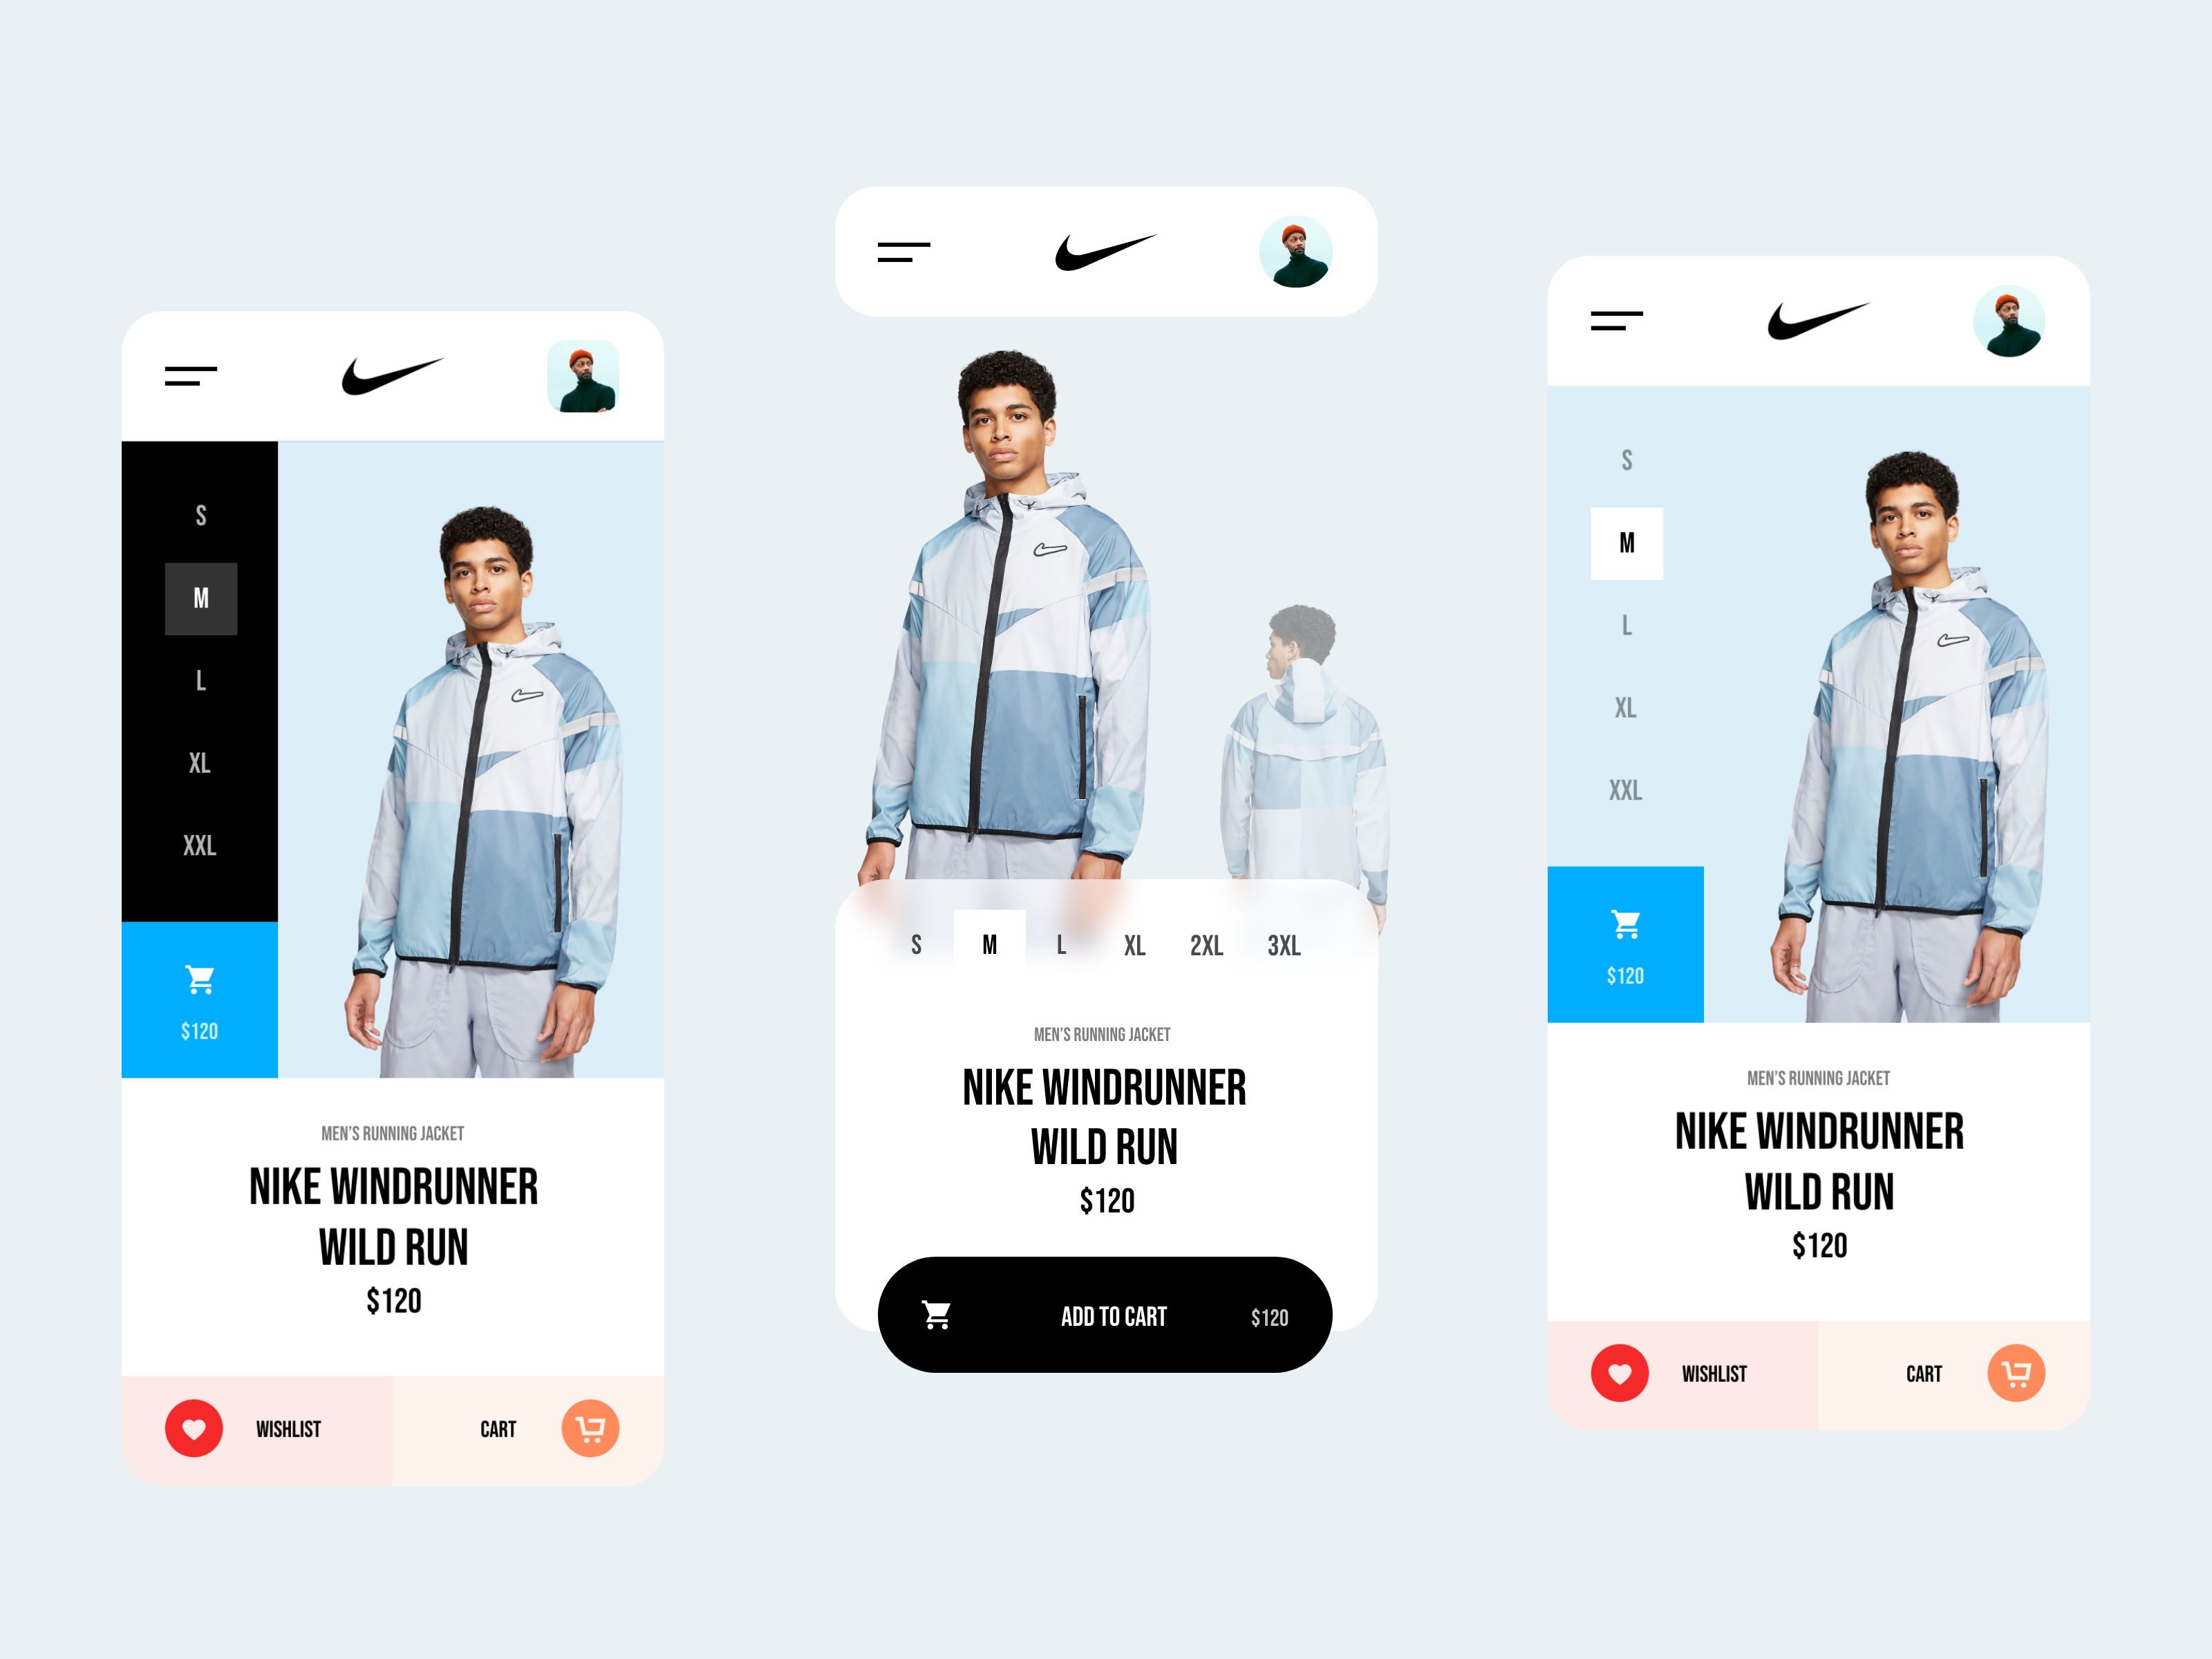 S
M
L
XL
XXL
$120
MEN'S RUNNING JACKET
NIKE WINDRUNNER
WILD RUN
$120
WISHLIST
CART
S M L XL 2XL 3XL
MEN'S RUNNING JACKET
NIKE WINDRUNNER
WILD RUN
$120
ADD TO CART $120
S
M
L
XL
XXL
$120
MEN'S RUNNING JACKET
NIKE WINDRUNNER
WILD RUN
$120
WISHLIST
CART